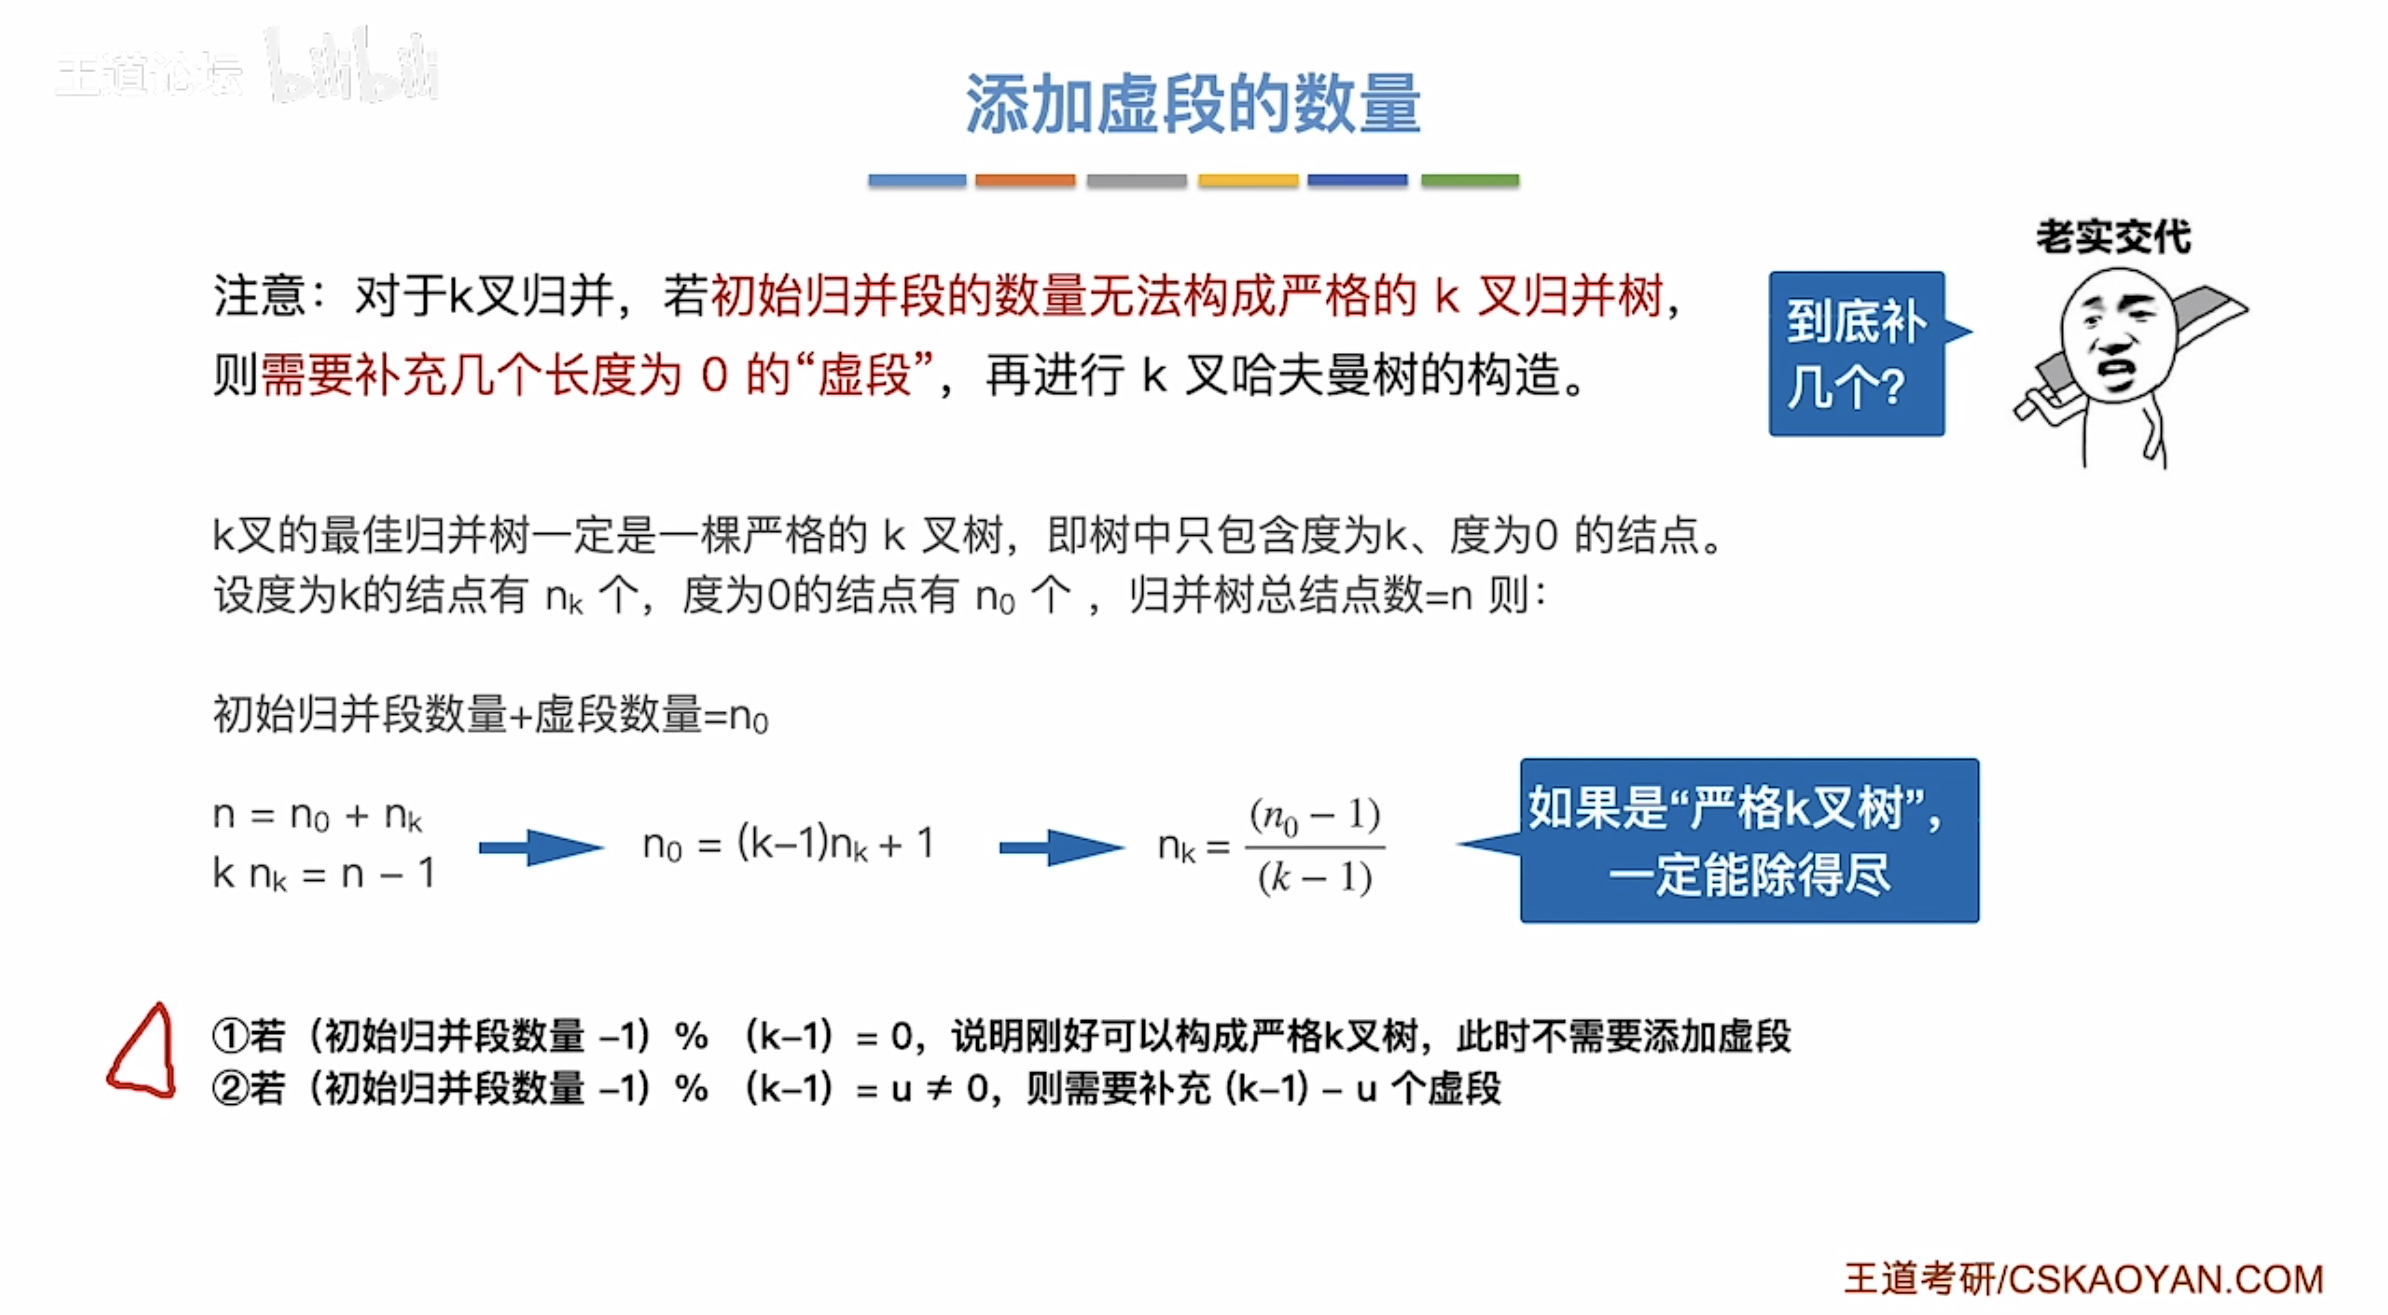 王道论坛 bilibili
添加虚段的数量
老实交代
注意：对于k叉归并，若初始归并段的数量无法构成严格的 k 叉归并树，
则需要补充几个长度为 0 的“虚段”，再进行 k 叉哈夫曼树的构造。
到底补
几个？
k叉的最佳归并树一定是一棵严格的 k 叉树，即树中只包含度为k、度为0 的结点。
设度为k的结点有 nₖ 个，度为0的结点有 n₀ 个 ，归并树总结点数=n 则：
初始归并段数量+虚段数量=n₀
n = n₀ + nₖ
k nₖ = n – 1
n₀ = (k–1)nₖ + 1
nₖ = (n₀ – 1) / (k – 1)
如果是“严格k叉树”，
一定能除得尽
①若（初始归并段数量 –1）% （k–1）= 0，说明刚好可以构成严格k叉树，此时不需要添加虚段
②若（初始归并段数量 –1）% （k–1）= u ≠ 0，则需要补充 (k–1) – u 个虚段
王道考研/CSKAOYAN.COM